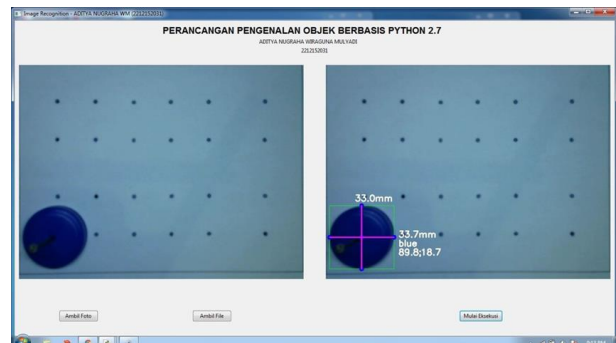 Image Recognition - ADITYA NUGRAHA WM (2212152031)
PERANCANGAN PENGENALAN OBJEK BERBASIS PYTHON 2.7
ADITYA NUGRAHA WIRAGUNA MULYADI
2212152031
33.0mm
33.7mm
blue
89.8;18.7
Ambil Foto
Ambil File
Mulai Eksekusi